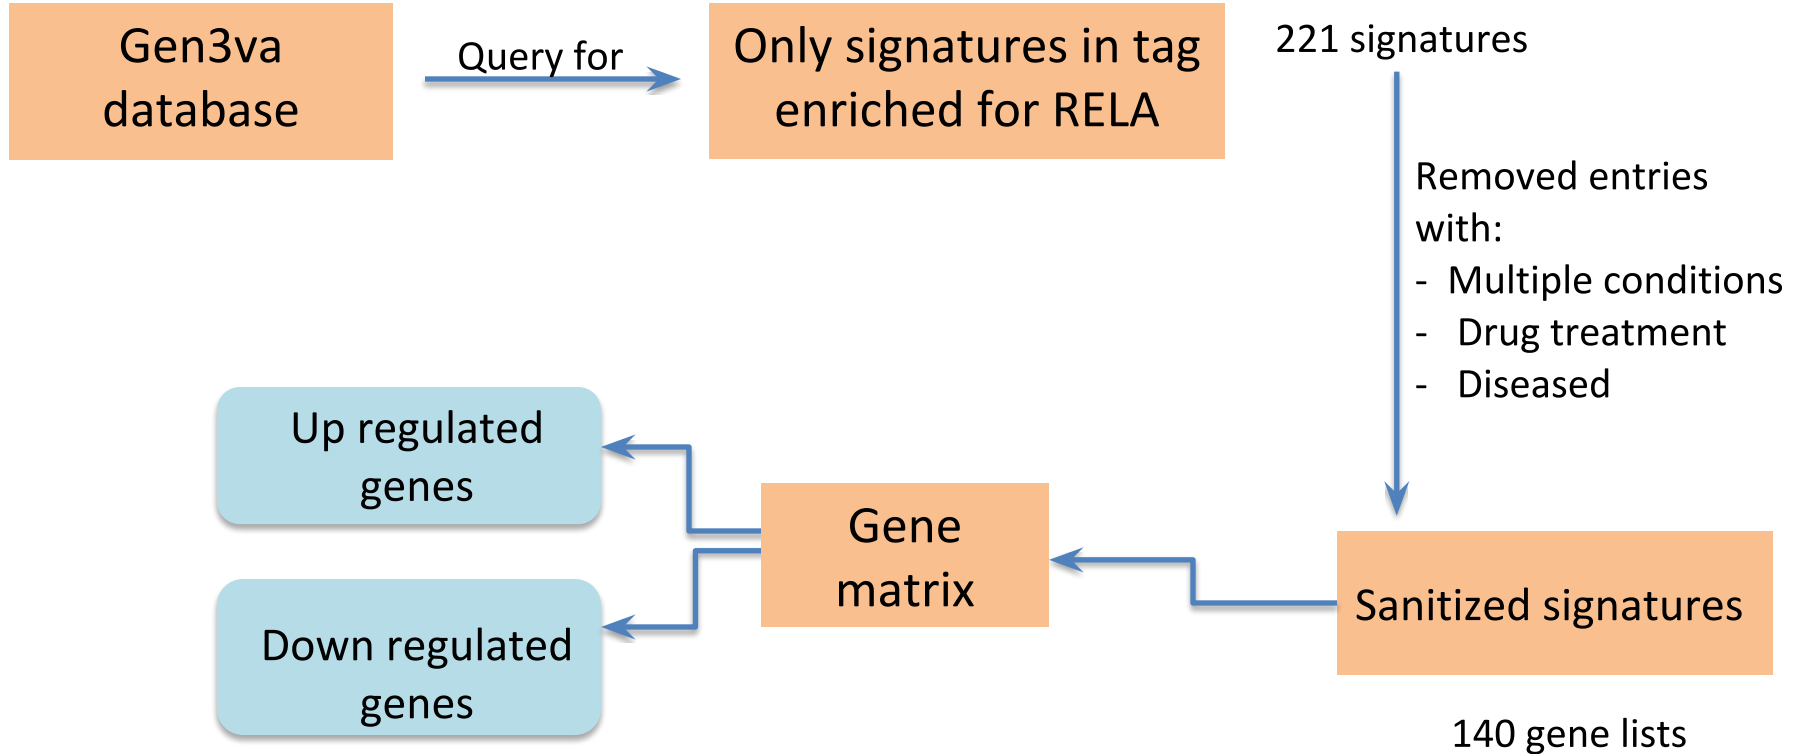 Gen3va
database
Query for
Only signatures in tag
enriched for RELA
221 signatures
Removed entries
with:
- Multiple conditions
- Drug treatment
- Diseased
Sanitized signatures
140 gene lists
Gene
matrix
Up regulated
genes
Down regulated
genes